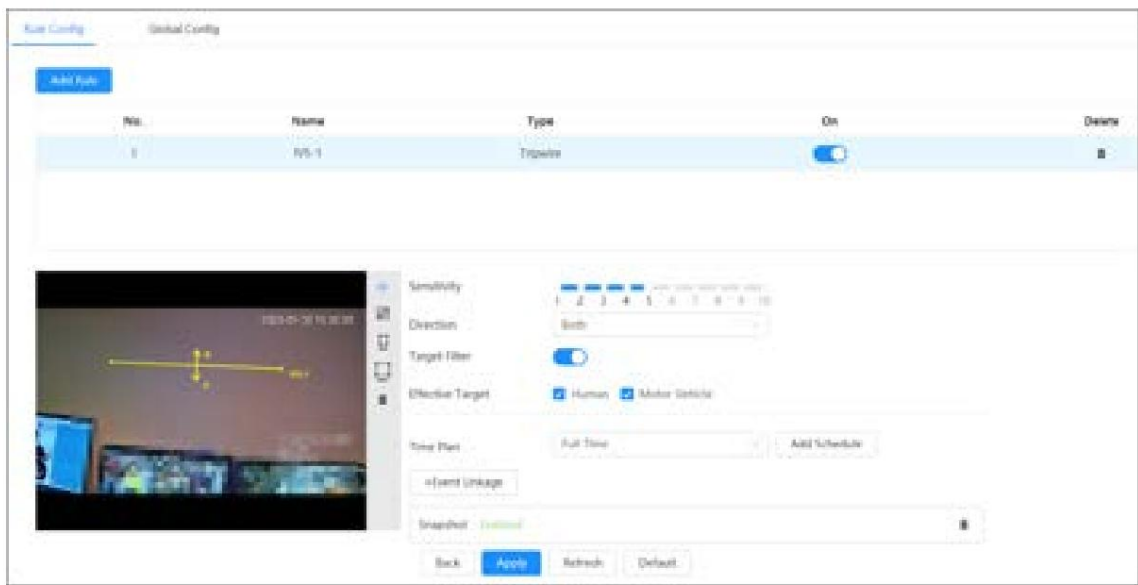 Rule Config Global Config
Add Rule
No. Name Type On Delete
1 IVS-1 Tripwire
Sensitivity
1 2 3 4 5 6 7 8 9 10
Direction Both
Target Filter
Effective Target Human Motor Vehicle
Time Plan Full Time Add Schedule
+Event Linkage
Snapshot Enabled
Back Apply Refresh Default